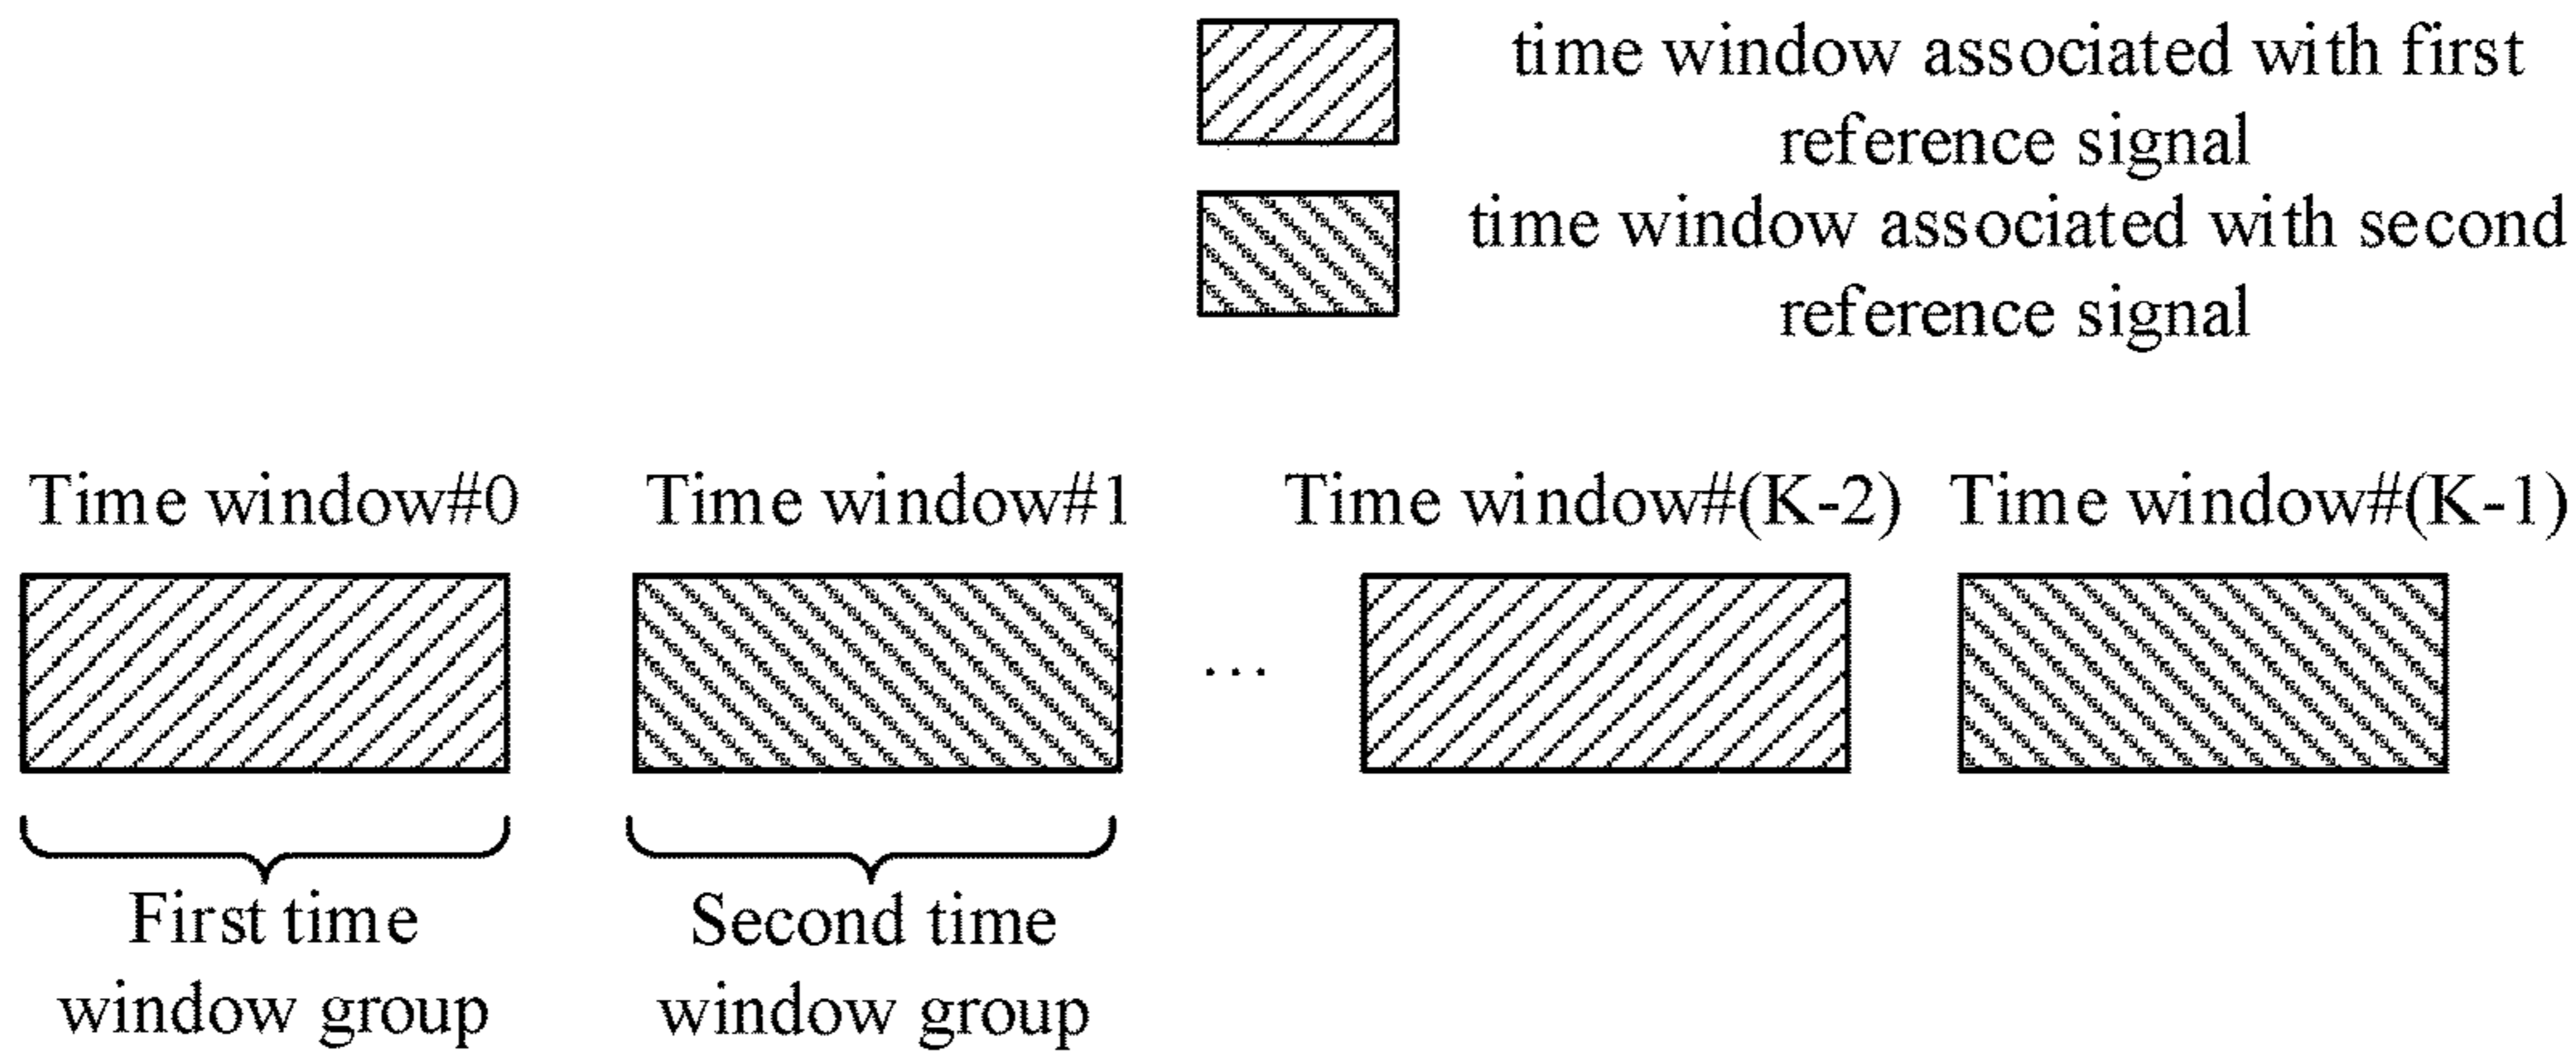 time window associated with first
reference signal
time window associated with second
reference signal
Time window#0
Time window#1
Time window#(K-2)
Time window#(K-1)
...
First time
window group
Second time
window group